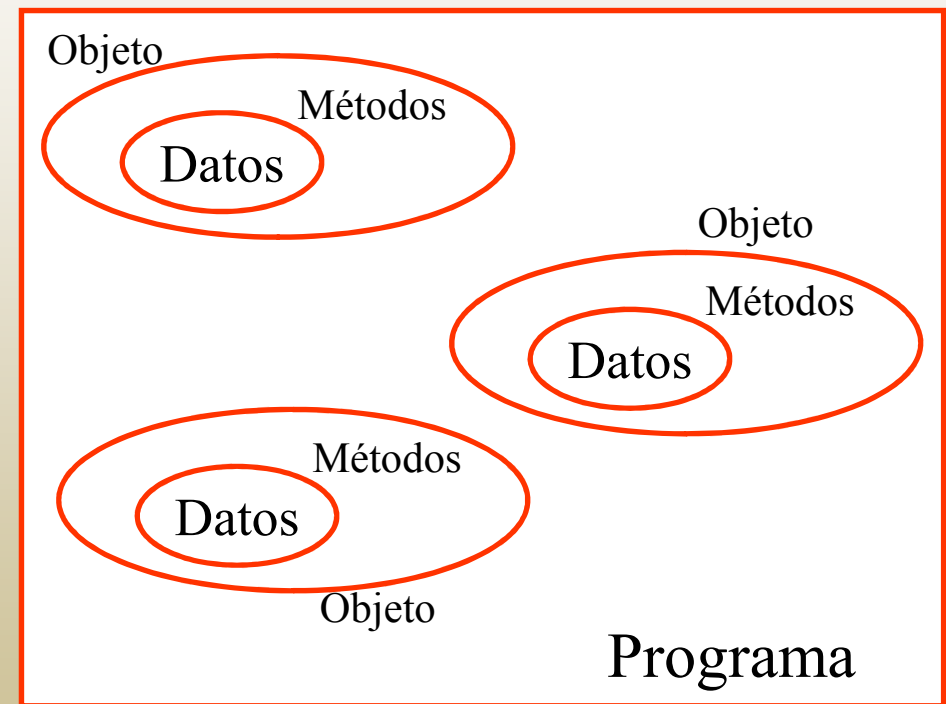 Objeto
Métodos
Datos
Objeto
Métodos
Datos
Métodos
Datos
Objeto
Programa